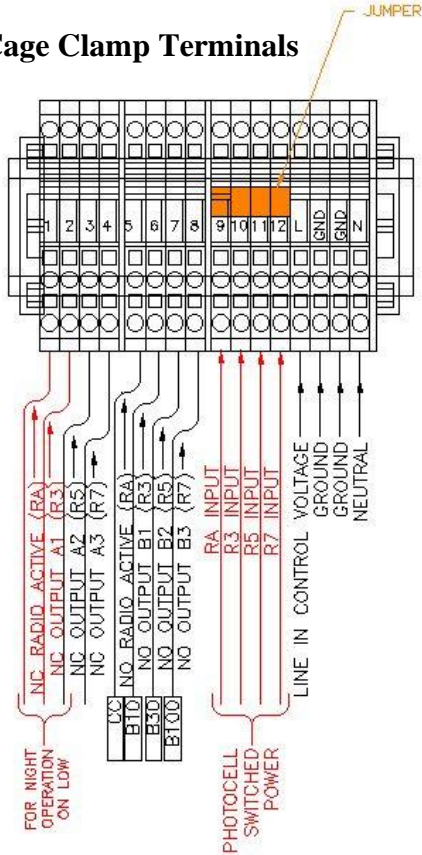 JUMPER
Cage Clamp Terminals
1 2 3 4 5 6 7 8 9 10 11 12 L GND GND N
NC RADIO ACTIVE (RA)
NC OUTPUT A1 (R3)
NC OUTPUT A2 (R5)
NC OUTPUT A3 (R7)
NO RADIO ACTIVE (RA)
NO OUTPUT B1 (R3)
NO OUTPUT B2 (R5)
NO OUTPUT B3 (R7)
RA INPUT
R3 INPUT
R5 INPUT
R7 INPUT
LINE IN CONTROL VOLTAGE
GROUND
GROUND
NEUTRAL
CC
B10
B30
B100
FOR NIGHT
OPERATION
ON LOW
PHOTOCELL
SWITCHED
POWER